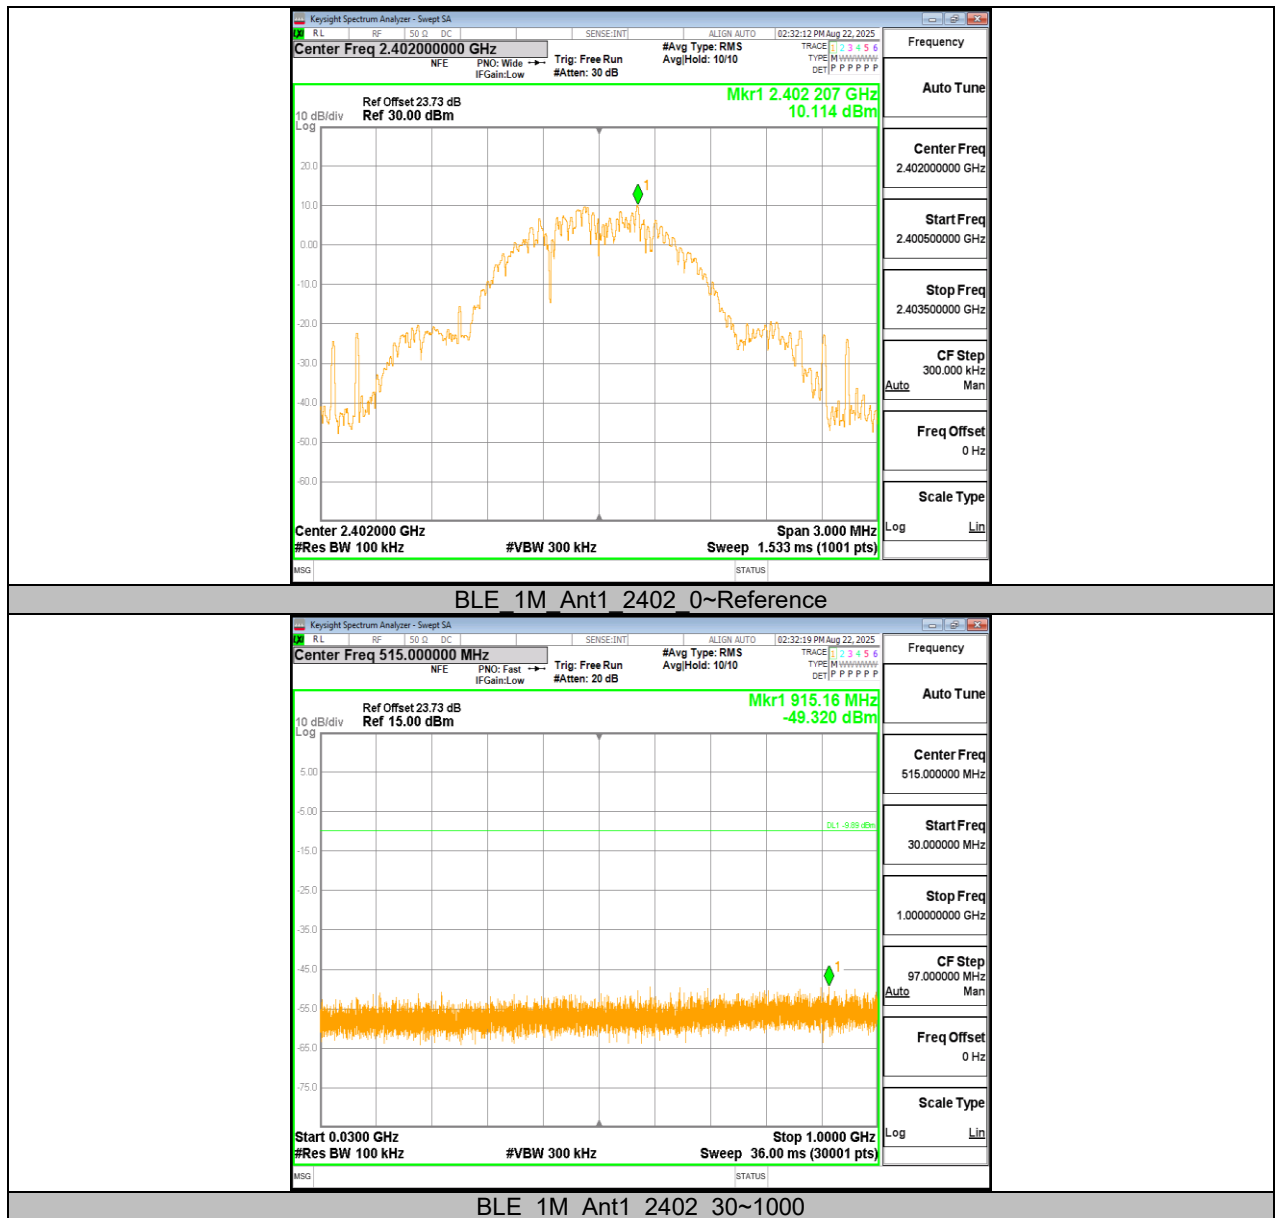 Keysight Spectrum Analyzer - Swept SA
LXI RL RF 50 Ω DC SENSE:INT ALIGN AUTO 02:32:12 PM Aug 22, 2025
Center Freq 2.402000000 GHz
NFE PNO: Wide Trig: Free Run #Avg Type: RMS TRACE 1 2 3 4 5 6
IFGain:Low #Atten: 30 dB Avg|Hold: 10/10 TYPE M WWWWW
DET P P P P P P
Frequency
Auto Tune
Mkr1 2.402 207 GHz
10.114 dBm
Ref Offset 23.73 dB
10 dB/div Ref 30.00 dBm
Log
20.0
10.0
0.00
-10.0
-20.0
-30.0
-40.0
-50.0
-60.0
1
Center Freq
2.402000000 GHz
Start Freq
2.400500000 GHz
Stop Freq
2.403500000 GHz
CF Step
300.000 kHz
Auto Man
Freq Offset
0 Hz
Scale Type
Log Lin
Center 2.402000 GHz Span 3.000 MHz
#Res BW 100 kHz #VBW 300 kHz Sweep 1.533 ms (1001 pts)
MSG STATUS
BLE_1M_Ant1_2402_0~Reference
Keysight Spectrum Analyzer - Swept SA
LXI RL RF 50 Ω DC SENSE:INT ALIGN AUTO 02:32:19 PM Aug 22, 2025
Center Freq 515.000000 MHz
NFE PNO: Fast Trig: Free Run #Avg Type: RMS TRACE 1 2 3 4 5 6
IFGain:Low #Atten: 20 dB Avg|Hold: 10/10 TYPE M WWWWW
DET P P P P P P
Frequency
Auto Tune
Mkr1 915.16 MHz
-49.320 dBm
Ref Offset 23.73 dB
10 dB/div Ref 15.00 dBm
Log
5.00
-5.00
-15.0
-25.0
-35.0
-45.0
-55.0
-65.0
-75.0
DL1 -9.89 dBm
1
Center Freq
515.000000 MHz
Start Freq
30.000000 MHz
Stop Freq
1.000000000 GHz
CF Step
97.000000 MHz
Auto Man
Freq Offset
0 Hz
Scale Type
Log Lin
Start 0.0300 GHz Stop 1.0000 GHz
#Res BW 100 kHz #VBW 300 kHz Sweep 36.00 ms (30001 pts)
MSG STATUS
BLE_1M_Ant1_2402_30~1000